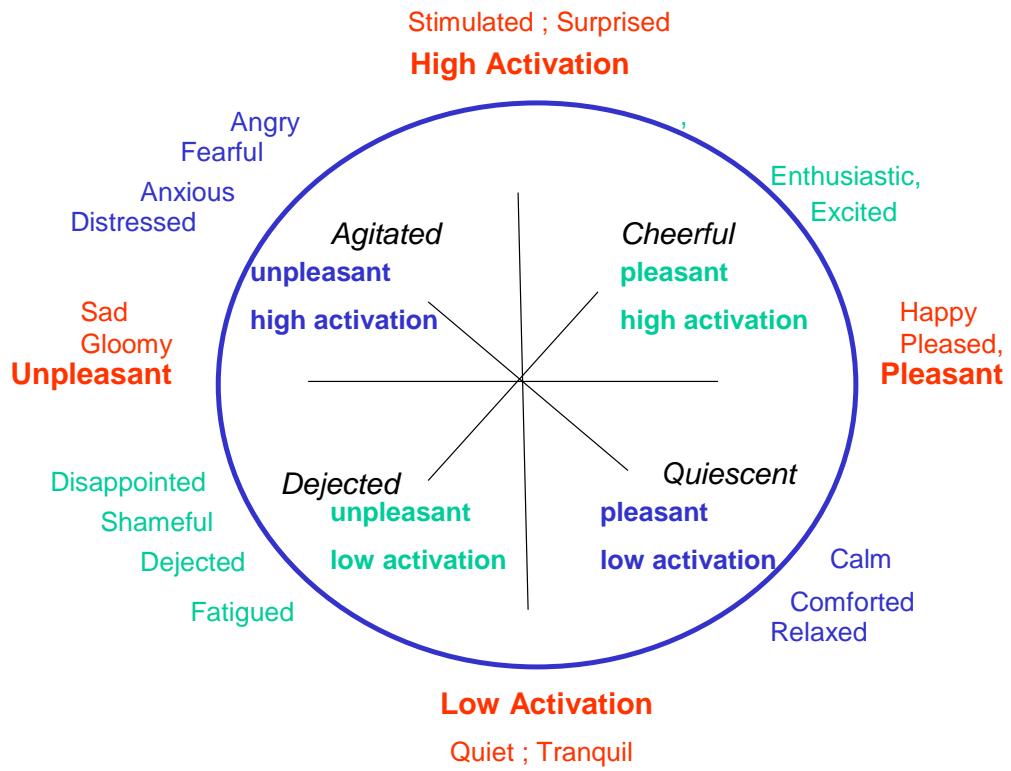 Stimulated ; Surprised
High Activation
Angry
Fearful
Anxious
Distressed
,
Enthusiastic,
Excited
Agitated
unpleasant
high activation
Cheerful
pleasant
high activation
Sad
Gloomy
Unpleasant
Happy
Pleased,
Pleasant
Disappointed
Shameful
Dejected
Fatigued
Dejected
unpleasant
low activation
Quiescent
pleasant
low activation
Calm
Comforted
Relaxed
Low Activation
Quiet ; Tranquil